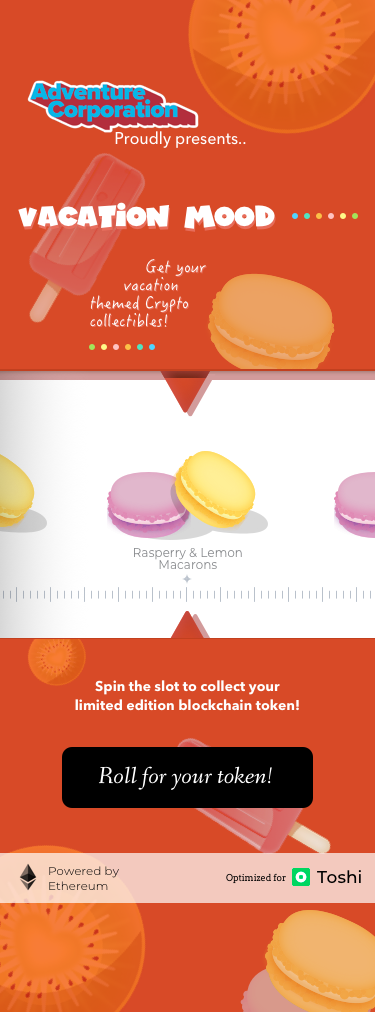 Adventure
Corporation
Proudly presents..
VACATiON MOOD
Get your
vacation
themed Crypto
collectibles!
Rasperry & Lemon
Macarons
Spin the slot to collect your
limited edition blockchain token!
Roll for your token!
Powered by
Ethereum
Optimized for Toshi